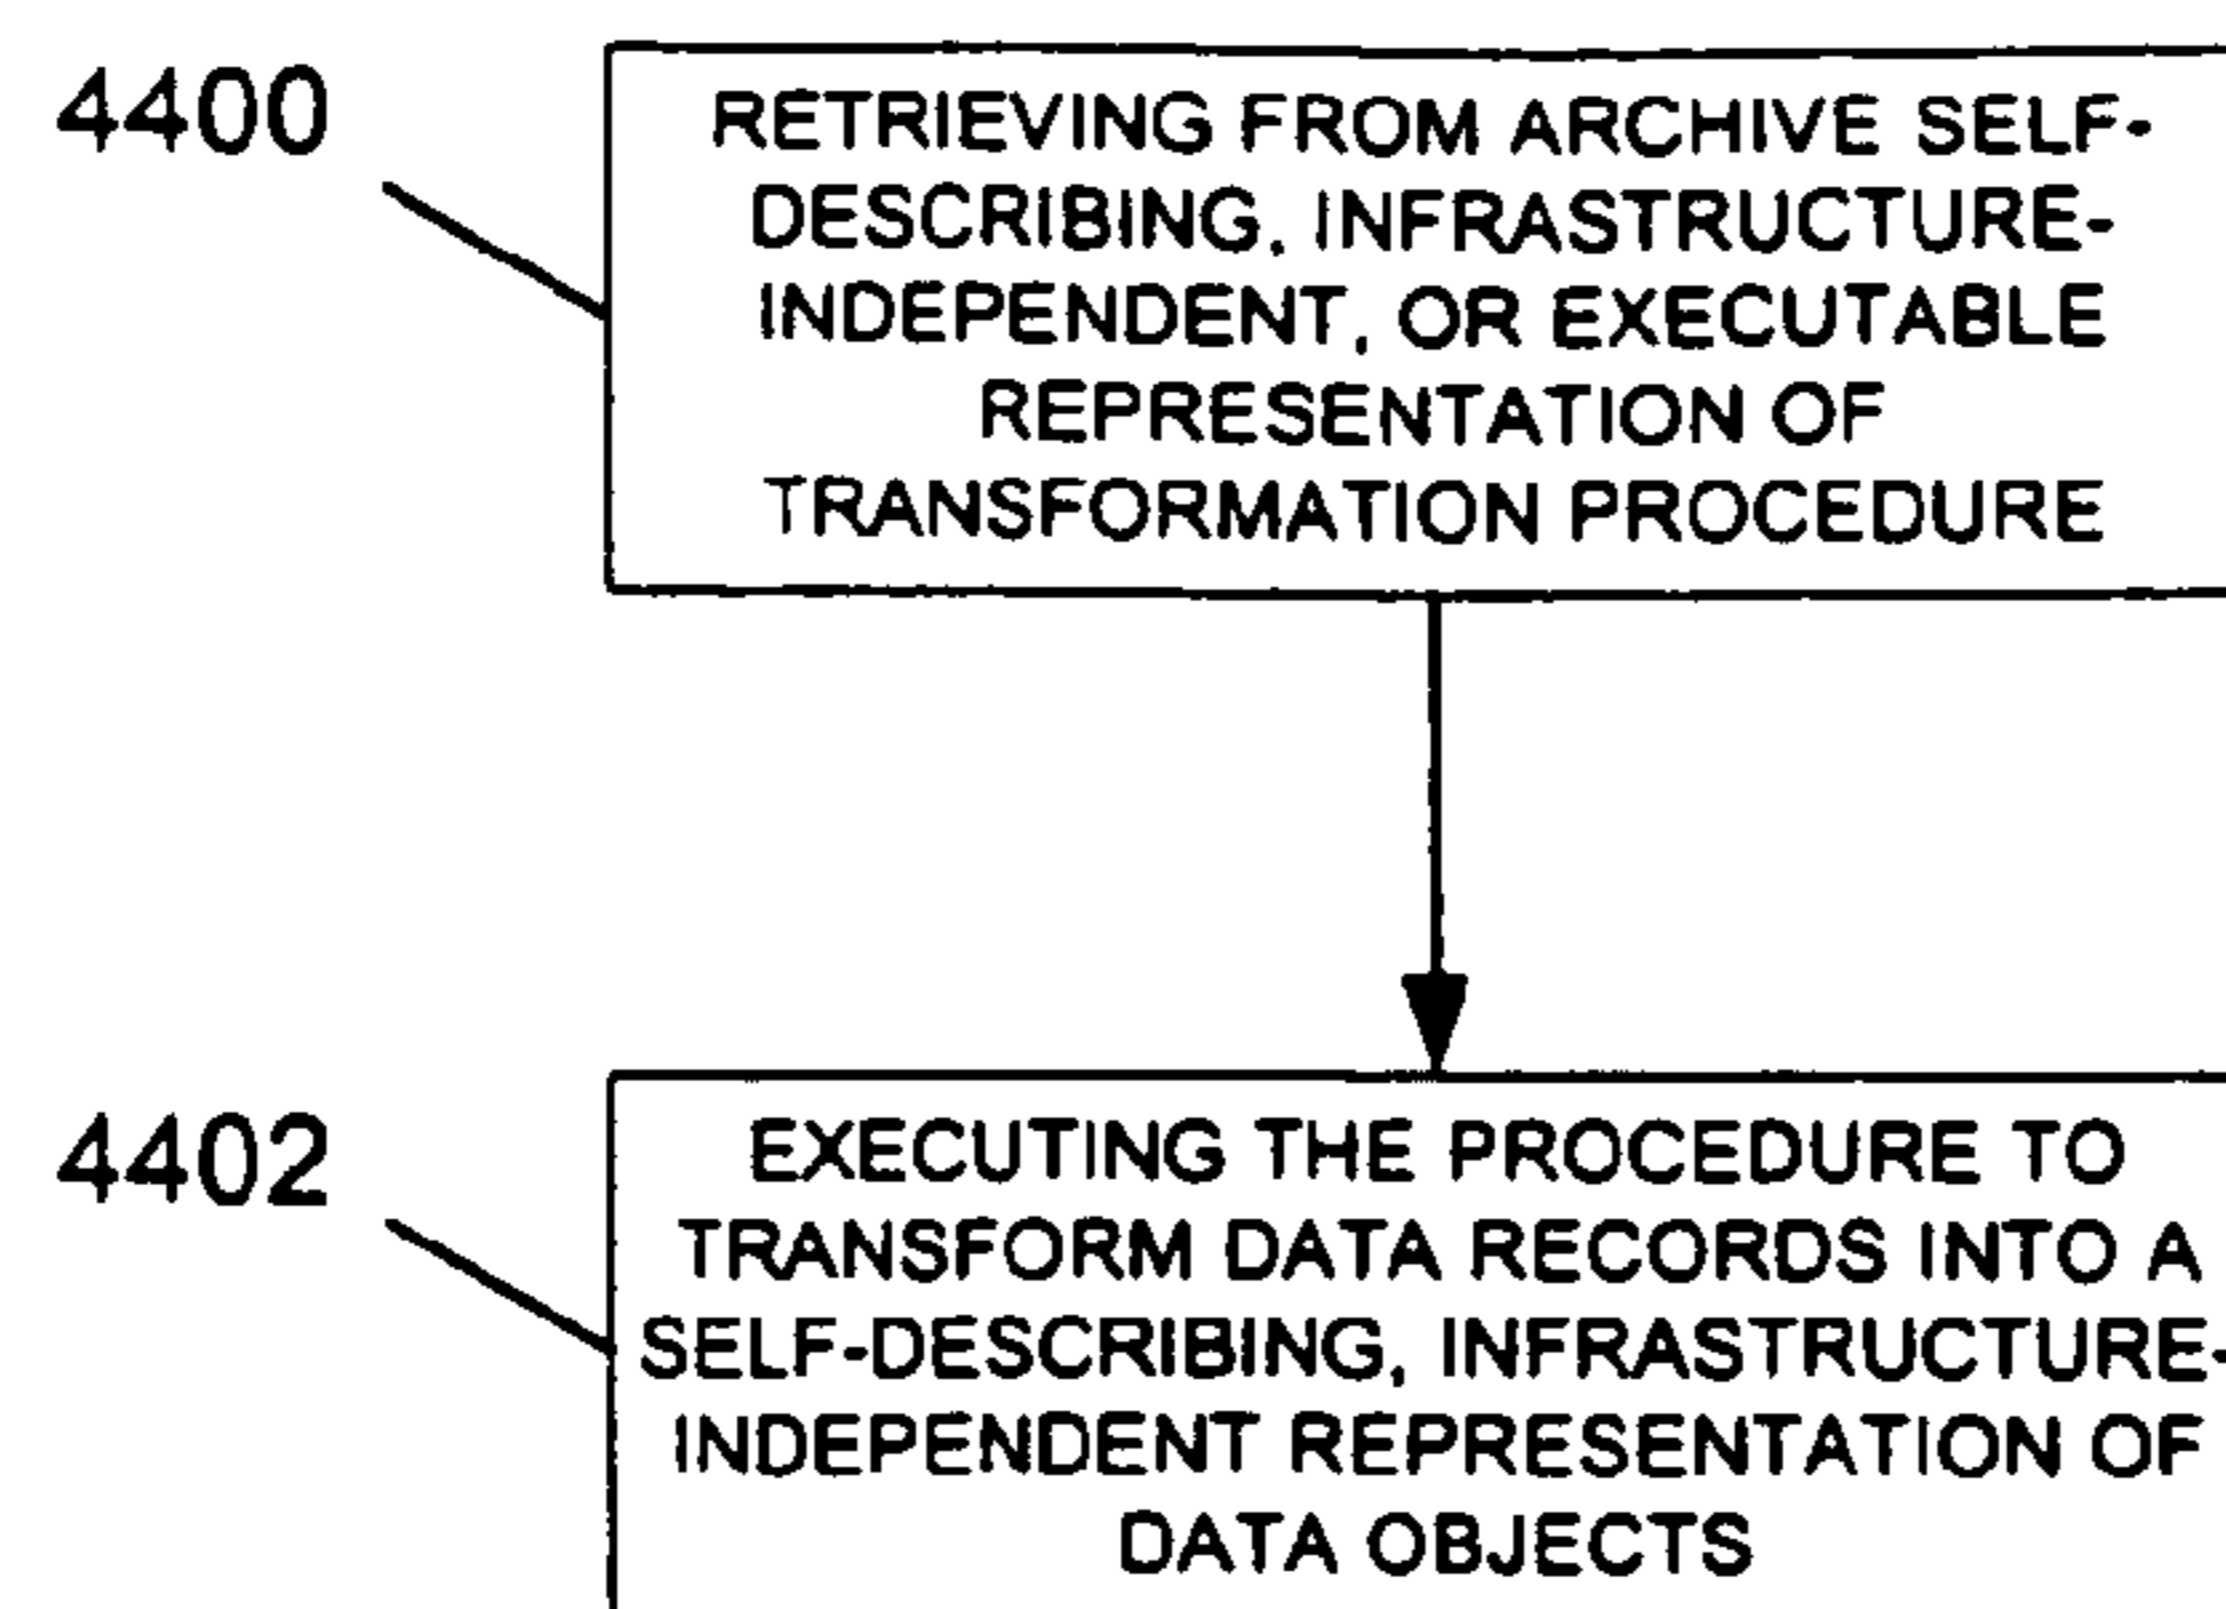 4400
RETRIEVING FROM ARCHIVE SELF-
DESCRIBING, INFRASTRUCTURE-
INDEPENDENT, OR EXECUTABLE
REPRESENTATION OF
TRANSFORMATION PROCEDURE
4402
EXECUTING THE PROCEDURE TO
TRANSFORM DATA RECORDS INTO A
SELF-DESCRIBING, INFRASTRUCTURE-
INDEPENDENT REPRESENTATION OF
DATA OBJECTS